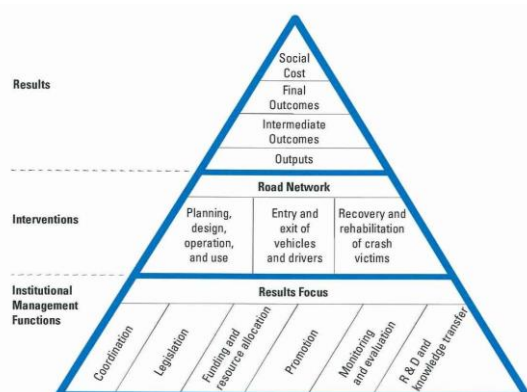 Social
Cost
Final
Outcomes
Intermediate
Outcomes
Outputs
Results
Road Network
Planning,
design,
operation,
and use
Entry and
exit of
vehicles
and drivers
Recovery and
rehabilitation
of crash
victims
Interventions
Institutional
Management
Functions
Results Focus
Coordination
Legislation
Funding and
resource allocation
Promotion
Monitoring
and evaluation
R & D and
knowledge transfer